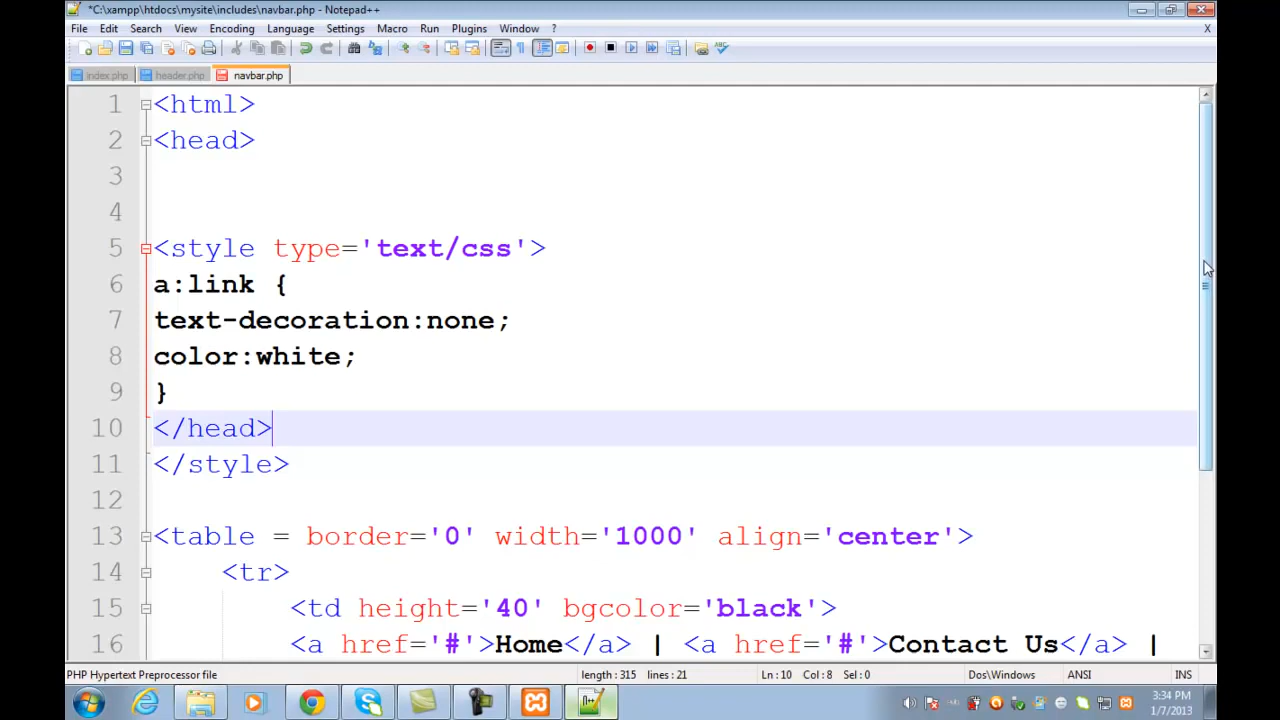 *C:\xampp\htdocs\mysite\includes\navbar.php - Notepad++
File Edit Search View Encoding Language Settings Macro Run Plugins Window ? X
index.php header.php navbar.php
1 <html>
2 <head>
3
4
5 <style type='text/css'>
6 a:link {
7 text-decoration:none;
8 color:white;
9 }
10 </head>
11 </style>
12
13 <table = border='0' width='1000' align='center'>
14 <tr>
15 <td height='40' bgcolor='black'>
16 <a href='#'>Home</a> | <a href='#'>Contact Us</a> |
PHP Hypertext Preprocessor file length : 315 lines : 21 Ln : 10 Col : 8 Sel : 0 Dos\Windows ANSI INS
3:34 PM
1/7/2013